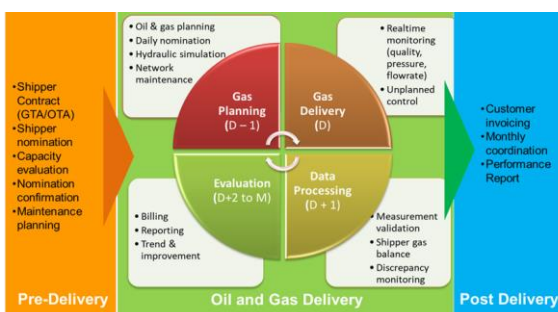 •Shipper
Contract
(GTA/OTA)
•Shipper
nomination
•Capacity
evaluation
•Nomination
confirmation
•Maintenance
planning
Pre-Delivery
• Oil & gas planning
• Daily nomination
• Hydraulic simulation
• Network
maintenance
• Realtime
monitoring
(quality,
pressure,
flowrate)
• Unplanned
control
Gas
Planning
(D – 1)
Gas
Delivery
(D)
Evaluation
(D+2 to M)
Data
Processing
(D + 1)
• Billing
• Reporting
• Trend &
improvement
• Measurement
validation
• Shipper gas
balance
• Discrepancy
monitoring
Oil and Gas Delivery
•Customer
invoicing
•Monthly
coordination
•Performance
Report
Post Delivery